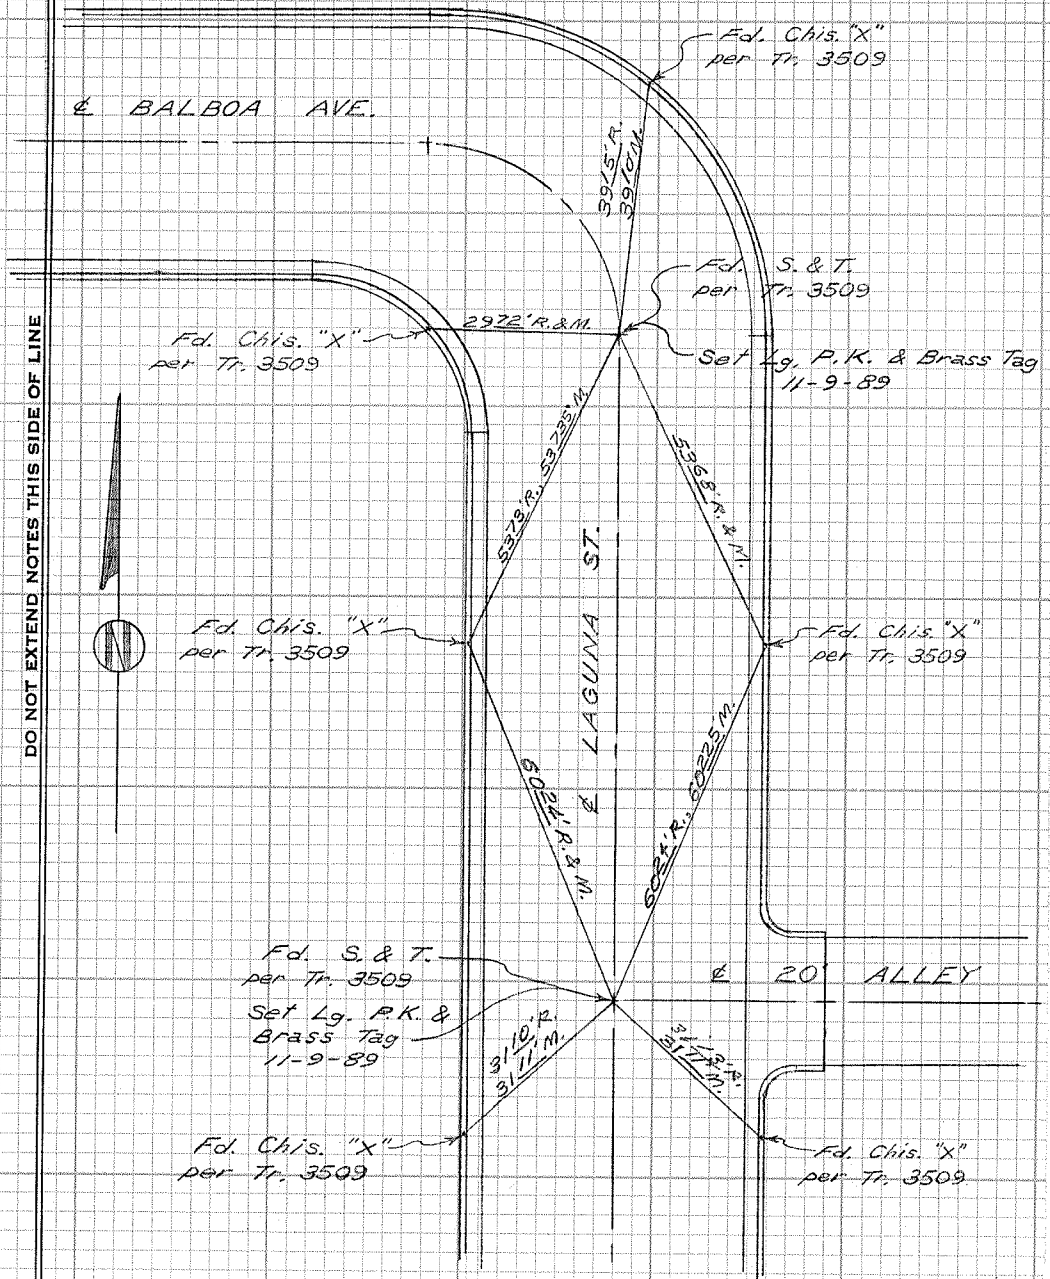 Fd. Chis. "X"
per Tr. 3509
℄ BALBOA AVE.
39.15' R.
39.10' M.
Fd. S. & T.
per Tr. 3509
Set Lg. P.K. & Brass Tag
11-9-89
29.72' R. & M.
Fd. Chis. "X"
per Tr. 3509
DO NOT EXTEND NOTES THIS SIDE OF LINE
53.73' R., 53.735' M.
53.68' R. & M.
℄ LAGUNA ST.
Fd. Chis. "X"
per Tr. 3509
Fd. Chis. "X"
per Tr. 3509
60.24' R. & M.
60.24' R., 60.225' M.
Fd. S. & T.
per Tr. 3509
Set Lg. P.K. &
Brass Tag
11-9-89
℄ 20' ALLEY
31.10' R.
31.11' M.
31.77' M.
Fd. Chis. "X"
per Tr. 3509
Fd. Chis. "X"
per Tr. 3509